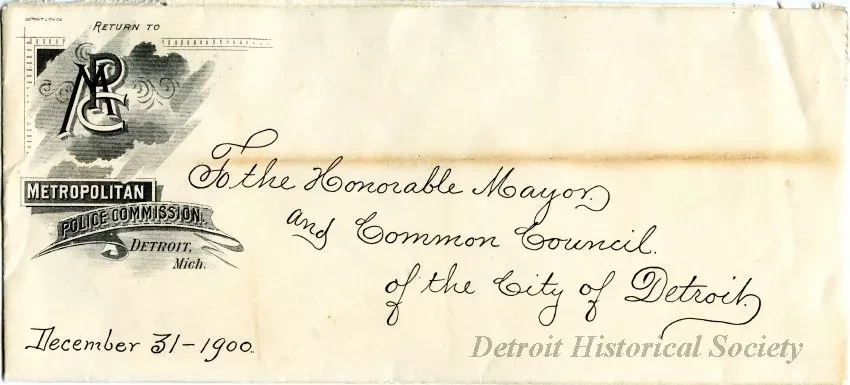 DETROIT LITH. CO.
RETURN TO
MPC
METROPOLITAN
POLICE COMMISSION.
DETROIT,
Mich.
To the Honorable Mayor
and Common Council.
of the City of Detroit.
December 31-1900.
Detroit Historical Society